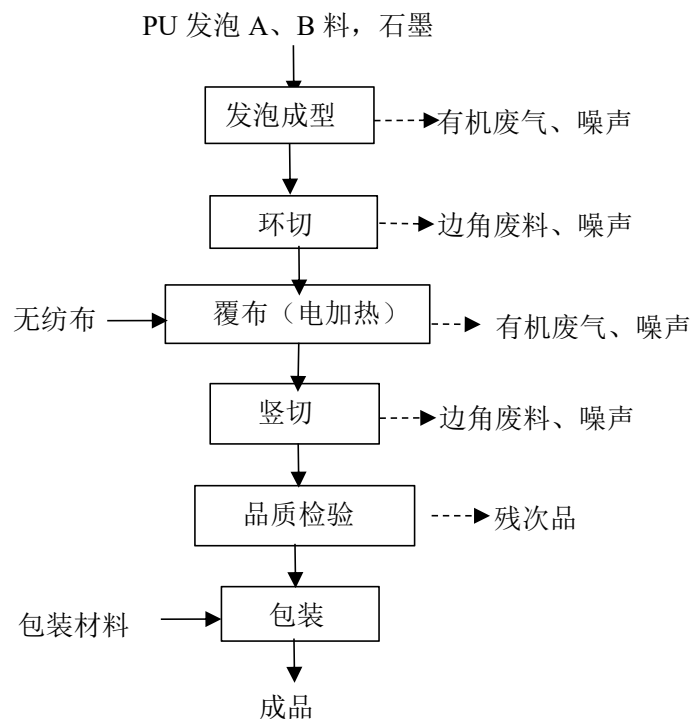 PU 发泡 A、B 料，石墨
发泡成型
有机废气、噪声
环切
边角废料、噪声
无纺布
覆布（电加热）
有机废气、噪声
竖切
边角废料、噪声
品质检验
残次品
包装材料
包装
成品